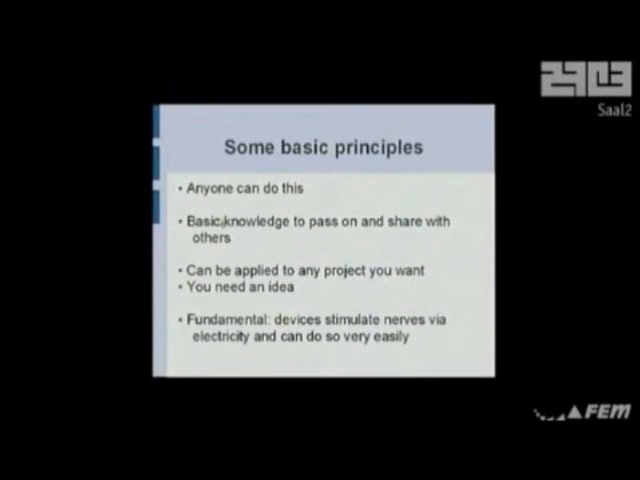 29C3
Saal2
Some basic principles
• Anyone can do this
• Basic knowledge to pass on and share with
others
• Can be applied to any project you want
• You need an idea
• Fundamental: devices stimulate nerves via
electricity and can do so very easily
FEM